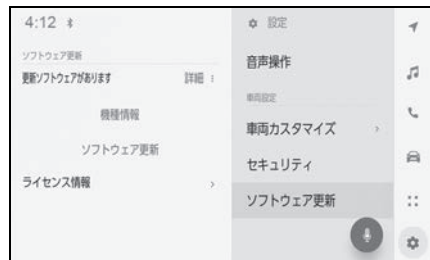 4:12
ソフトウェア更新
更新ソフトウェアがあります 詳細
機種情報
ソフトウェア更新
ライセンス情報
設定
音声操作
車両設定
車両カスタマイズ
セキュリティ
ソフトウェア更新